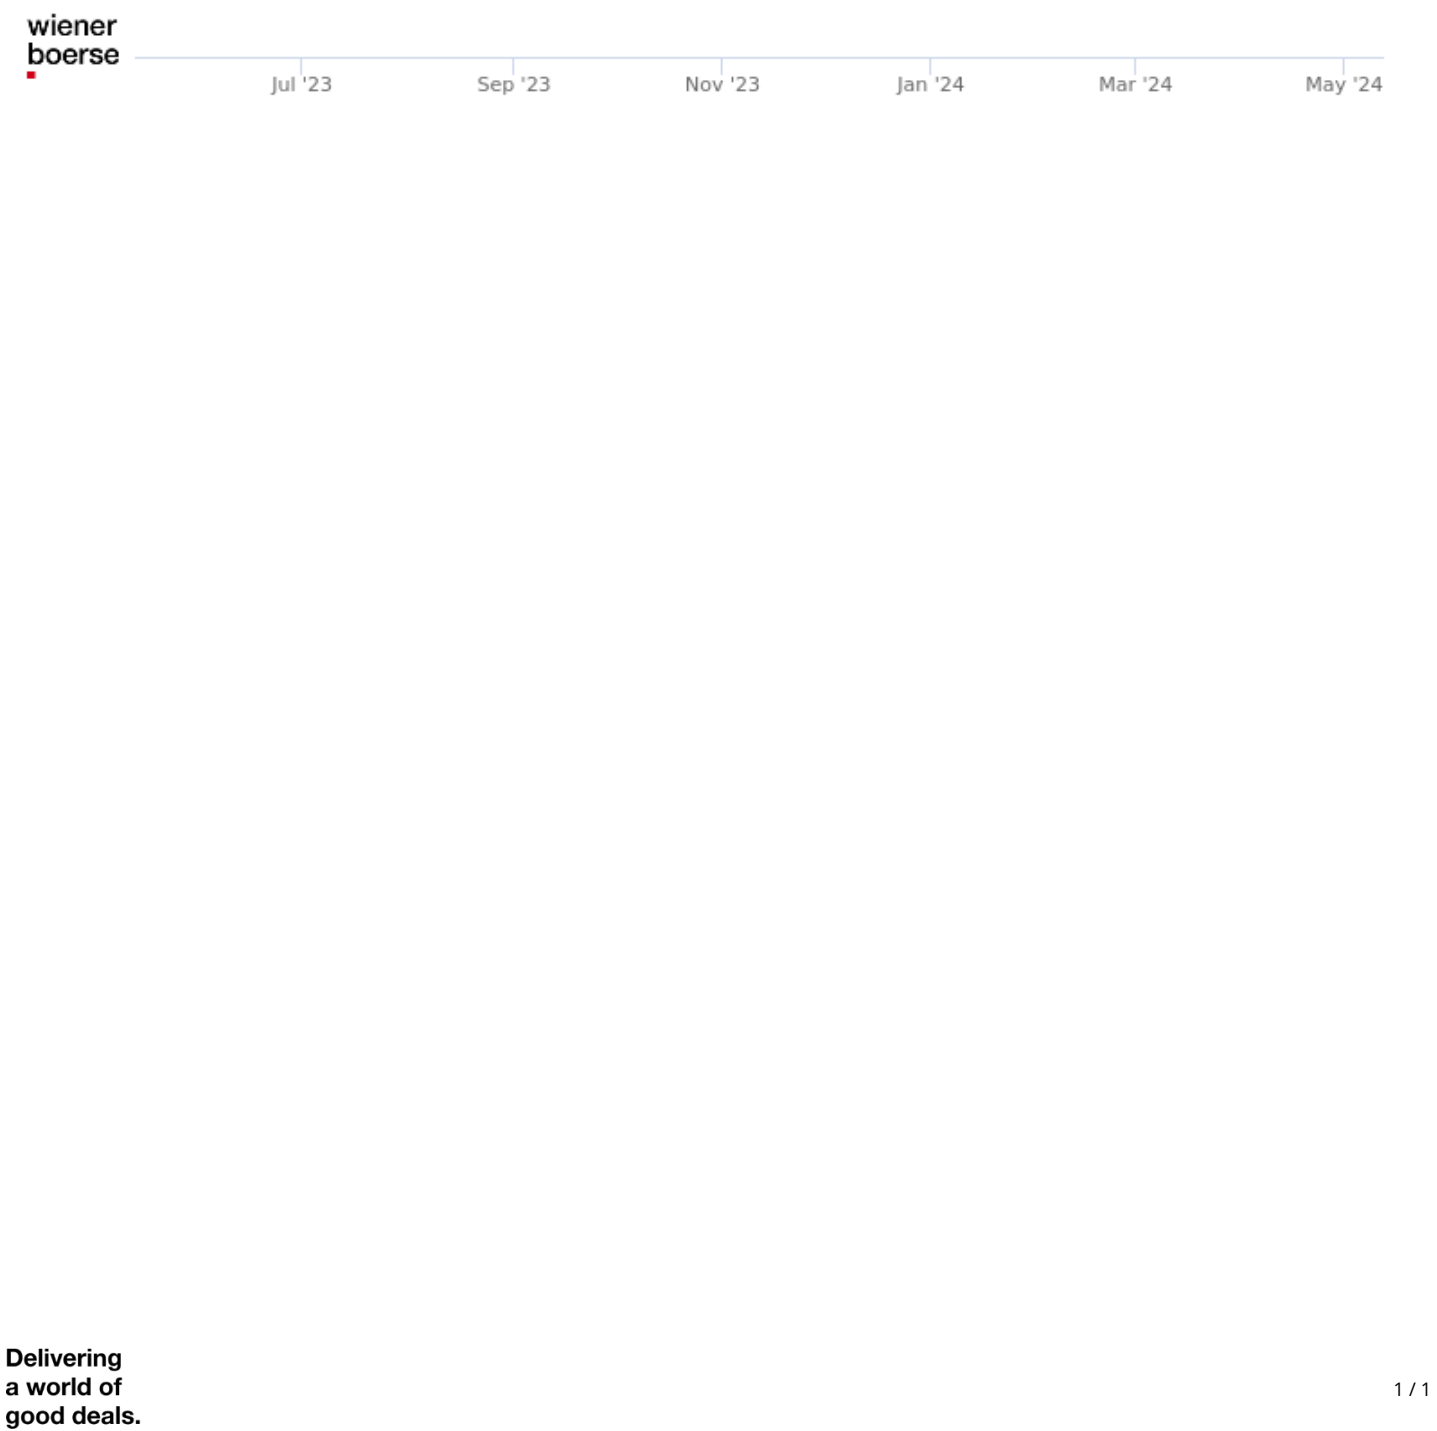 wiener
boerse
Jul '23 Sep '23 Nov '23 Jan '24 Mar '24 May '24
Delivering
a world of
good deals.
1 / 1